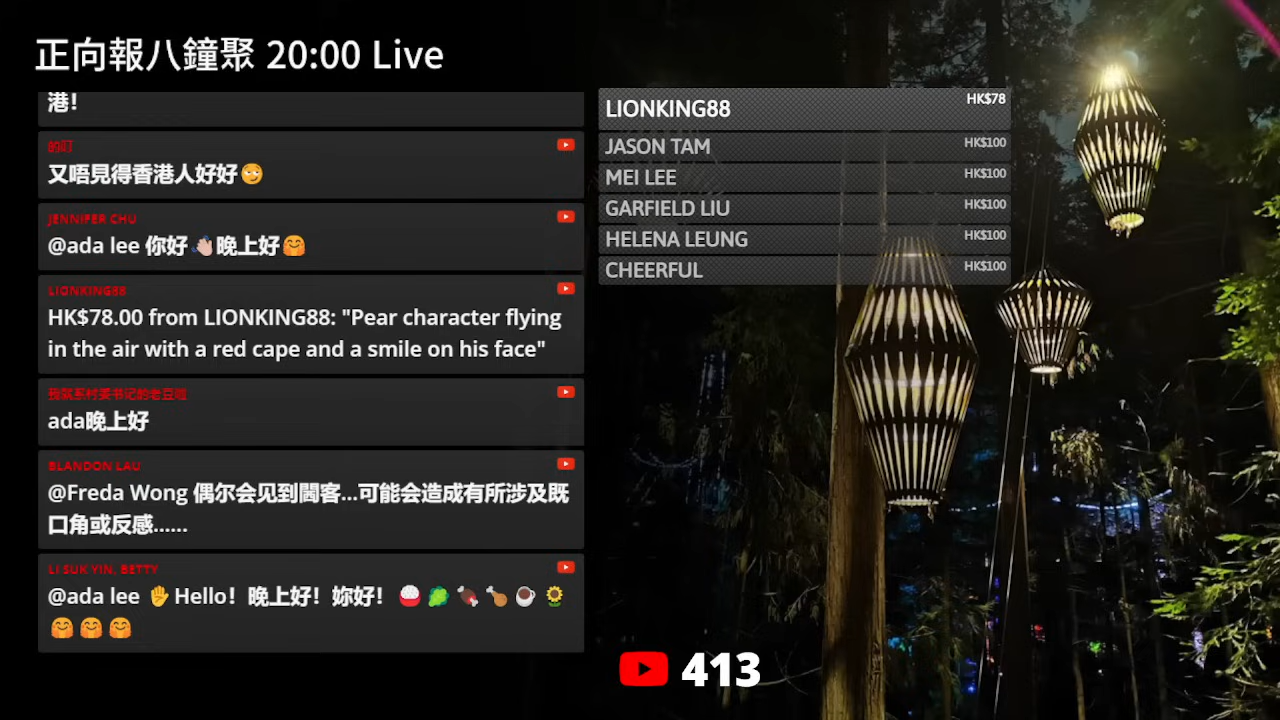 正向報八鐘聚 20:00 Live
港！
的叮
又唔見得香港人好好🙄
JENNIFER CHU
@ada lee 你好👋🏻晚上好🤗
LIONKING88
HK$78.00 from LIONKING88: "Pear character flying
in the air with a red cape and a smile on his face"
我就系村委书记的老豆啦
ada晚上好
BLANDON LAU
@Freda Wong 偶尔会见到闊客...可能会造成有所涉及既
口角或反感......
LI SUK YIN, BETTY
@ada lee ✋Hello！晚上好！妳好！🍚🥬🍖🍗☕🌻
🤗🤗🤗
LIONKING88 HK$78
JASON TAM HK$100
MEI LEE HK$100
GARFIELD LIU HK$100
HELENA LEUNG HK$100
CHEERFUL HK$100
413